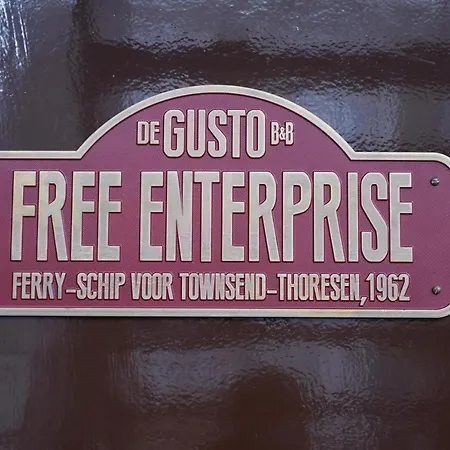 DE GUSTO B&B
FREE ENTERPRISE
FERRY-SCHIP VOOR TOWNSEND-THORESEN, 1962